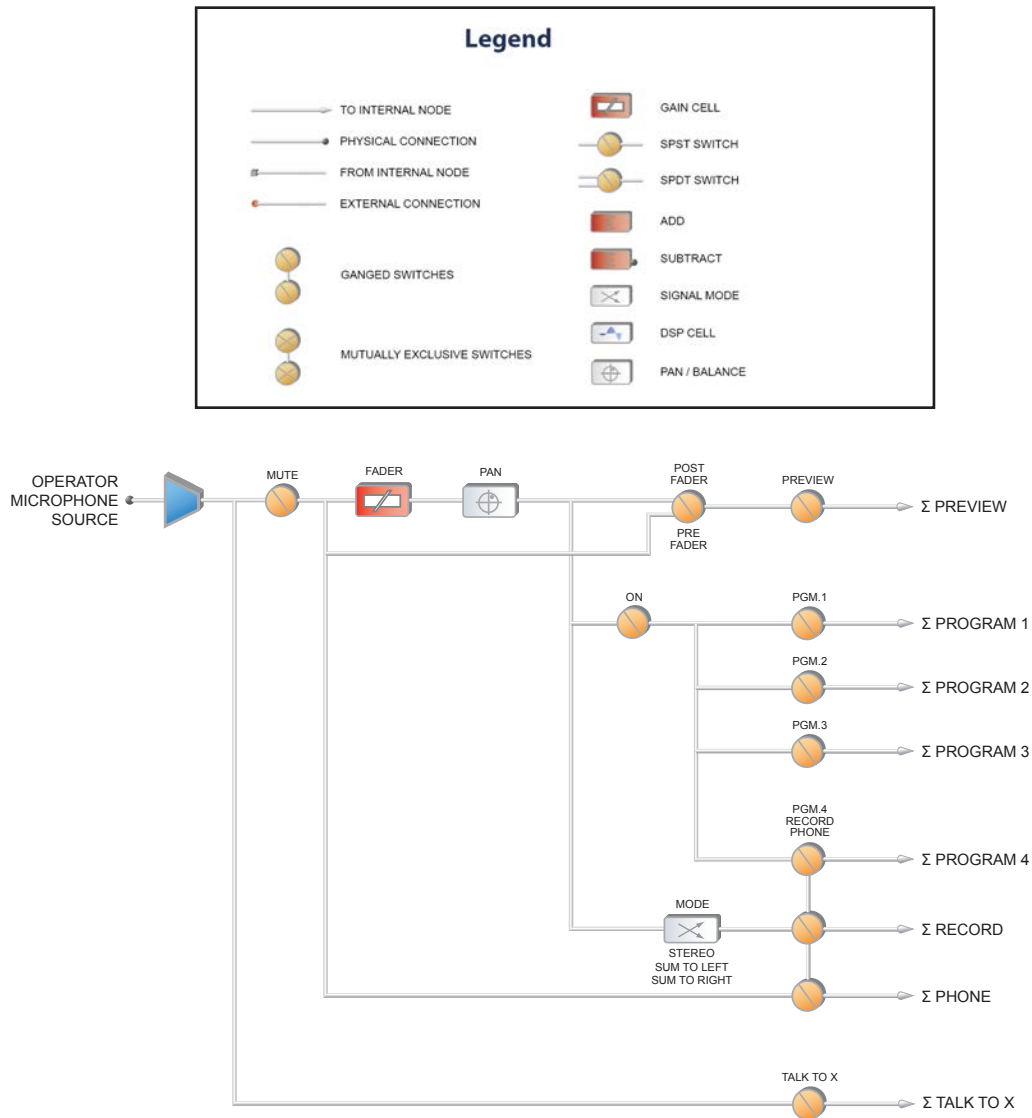 Legend
TO INTERNAL NODE
PHYSICAL CONNECTION
FROM INTERNAL NODE
EXTERNAL CONNECTION
GANGED SWITCHES
MUTUALLY EXCLUSIVE SWITCHES
GAIN CELL
SPST SWITCH
SPDT SWITCH
ADD
SUBTRACT
SIGNAL MODE
DSP CELL
PAN / BALANCE
OPERATOR
MICROPHONE
SOURCE
MUTE
FADER
PAN
POST
FADER
PRE
FADER
PREVIEW
Σ PREVIEW
ON
PGM.1
Σ PROGRAM 1
PGM.2
Σ PROGRAM 2
PGM.3
Σ PROGRAM 3
PGM.4
RECORD
PHONE
Σ PROGRAM 4
MODE
STEREO
SUM TO LEFT
SUM TO RIGHT
Σ RECORD
Σ PHONE
TALK TO X
Σ TALK TO X